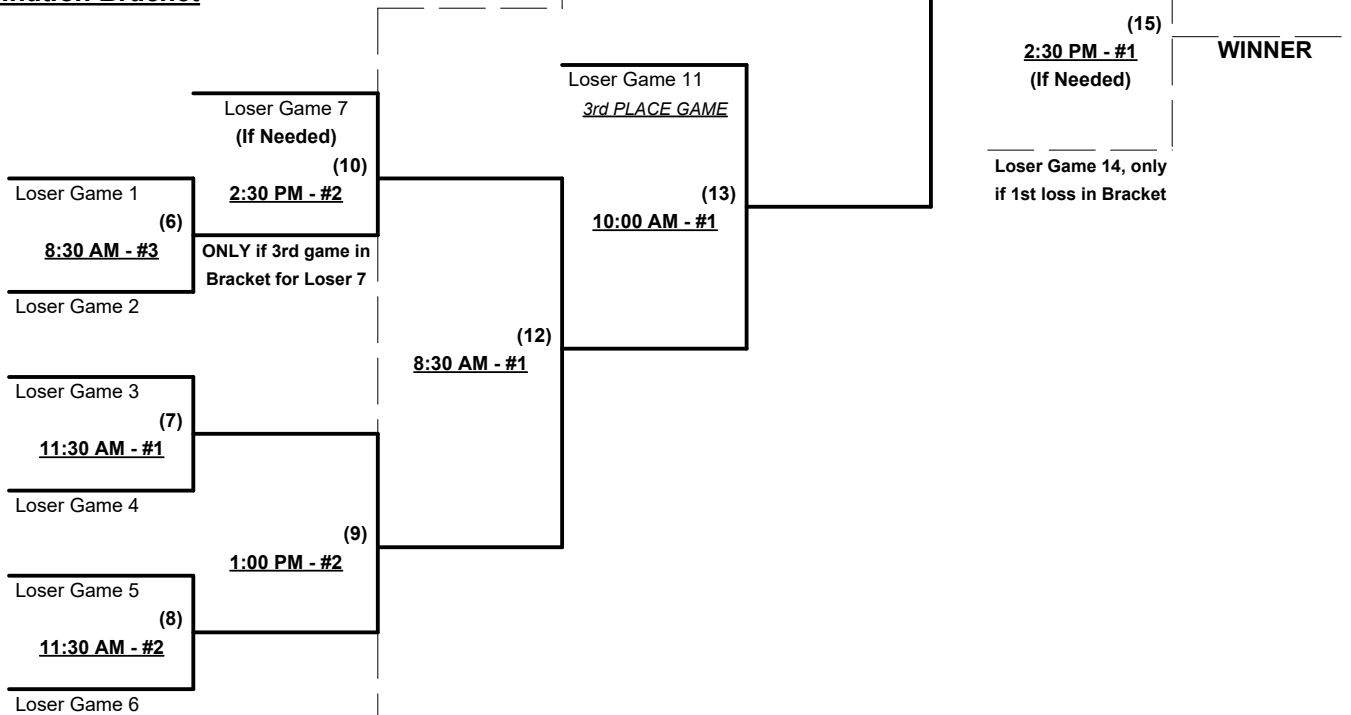 Bracket
(15)
2:30 PM - #1
WINNER
(If Needed)
Loser Game 11
3rd PLACE GAME
Loser Game 7
(If Needed)
(10)
2:30 PM - #2
Loser Game 14, only
if 1st loss in Bracket
Loser Game 1
(6)
8:30 AM - #3
ONLY if 3rd game in
Bracket for Loser 7
Loser Game 2
(13)
10:00 AM - #1
(12)
8:30 AM - #1
Loser Game 3
(7)
11:30 AM - #1
Loser Game 4
(9)
1:00 PM - #2
Loser Game 5
(8)
11:30 AM - #2
Loser Game 6